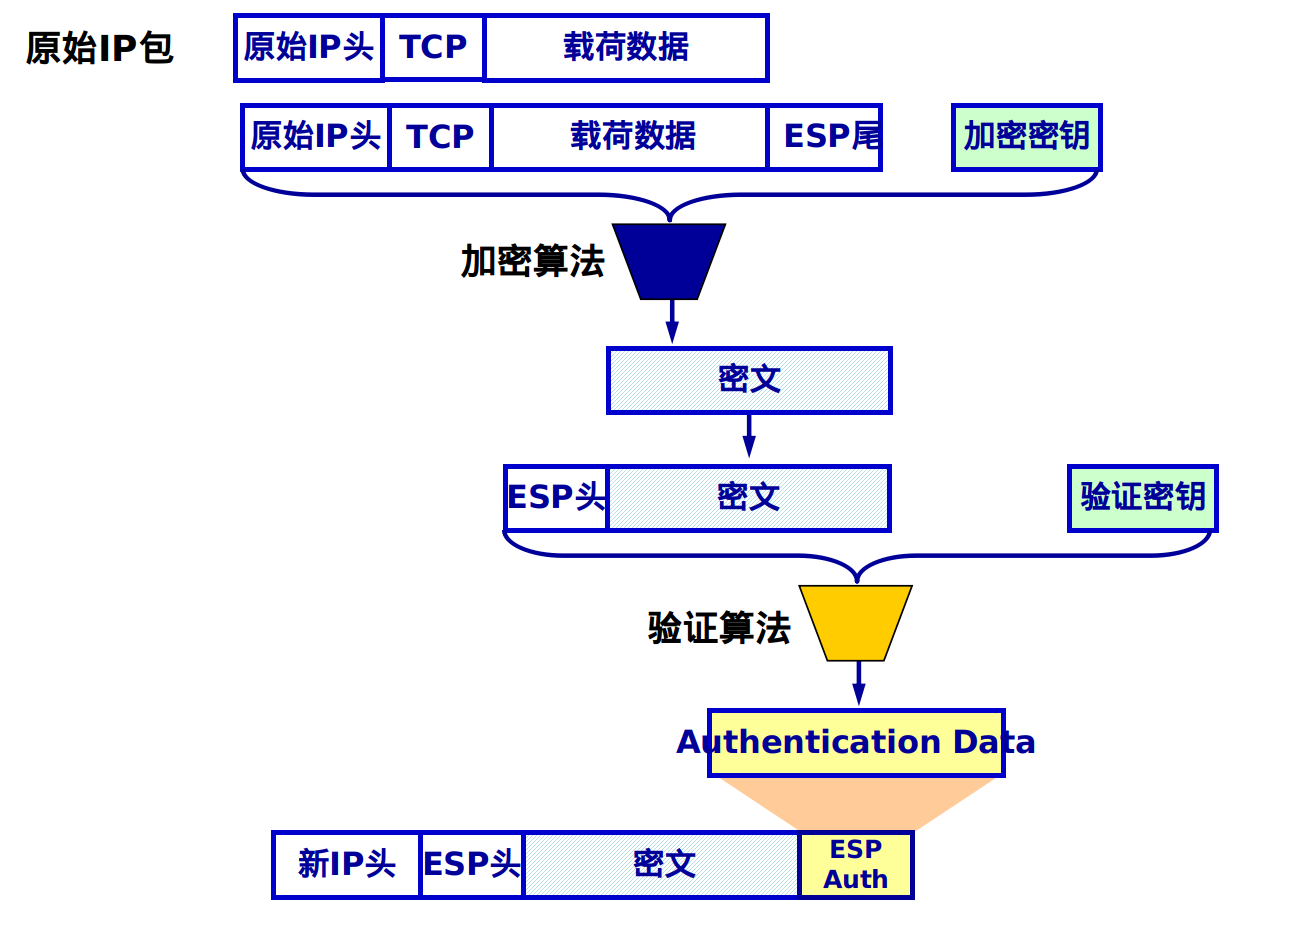 原始IP包
原始IP头 TCP 载荷数据
原始IP头 TCP 载荷数据 ESP尾 加密密钥
加密算法
密文
ESP头 密文 验证密钥
验证算法
Authentication Data
新IP头 ESP头 密文 ESP
Auth